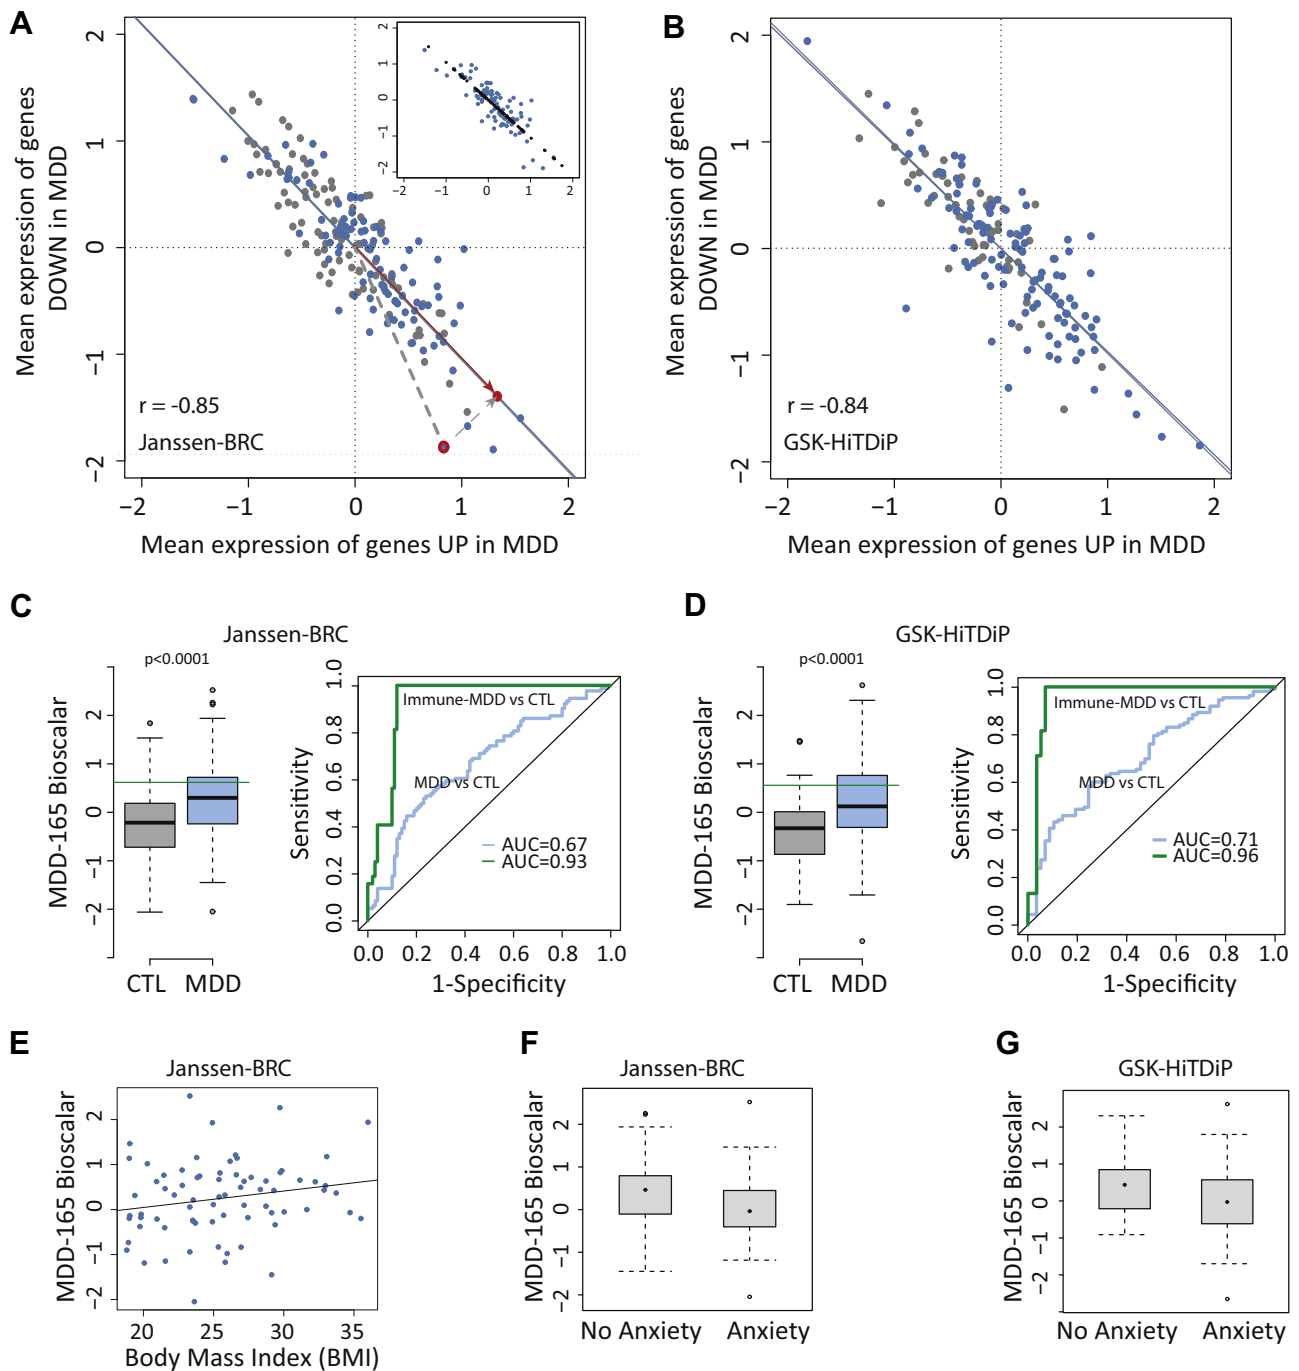 A
Mean expression of genes
DOWN in MDD
2
1
0
−1
−2
r = -0.85
Janssen-BRC
2
1
0
−1
−2
−2 −1 0 1 2
−2 −1 0 1 2
Mean expression of genes UP in MDD
B
Mean expression of genes
DOWN in MDD
2
1
0
−1
−2
r = -0.84
GSK-HiTDiP
−2 −1 0 1 2
Mean expression of genes UP in MDD
C
Janssen-BRC
p<0.0001
MDD-165 Bioscalar
2
1
0
−1
−2
CTL MDD
Sensitivity
1.0
0.8
0.6
0.4
0.2
0.0
Immune-MDD vs CTL
MDD vs CTL
AUC=0.67
AUC=0.93
0.0 0.2 0.4 0.6 0.8 1.0
1-Specificity
D
GSK-HiTDiP
p<0.0001
MDD-165 Bioscalar
2
1
0
−1
−2
CTL MDD
Sensitivity
1.0
0.8
0.6
0.4
0.2
0.0
Immune-MDD vs CTL
MDD vs CTL
AUC=0.71
AUC=0.96
0.0 0.2 0.4 0.6 0.8 1.0
1-Specificity
E
Janssen-BRC
MDD-165 Bioscalar
2
1
0
−1
−2
20 25 30 35
Body Mass Index (BMI)
F
Janssen-BRC
MDD-165 Bioscalar
2
1
0
−1
−2
No Anxiety Anxiety
G
GSK-HiTDiP
MDD-165 Bioscalar
2
1
0
−1
−2
No Anxiety Anxiety